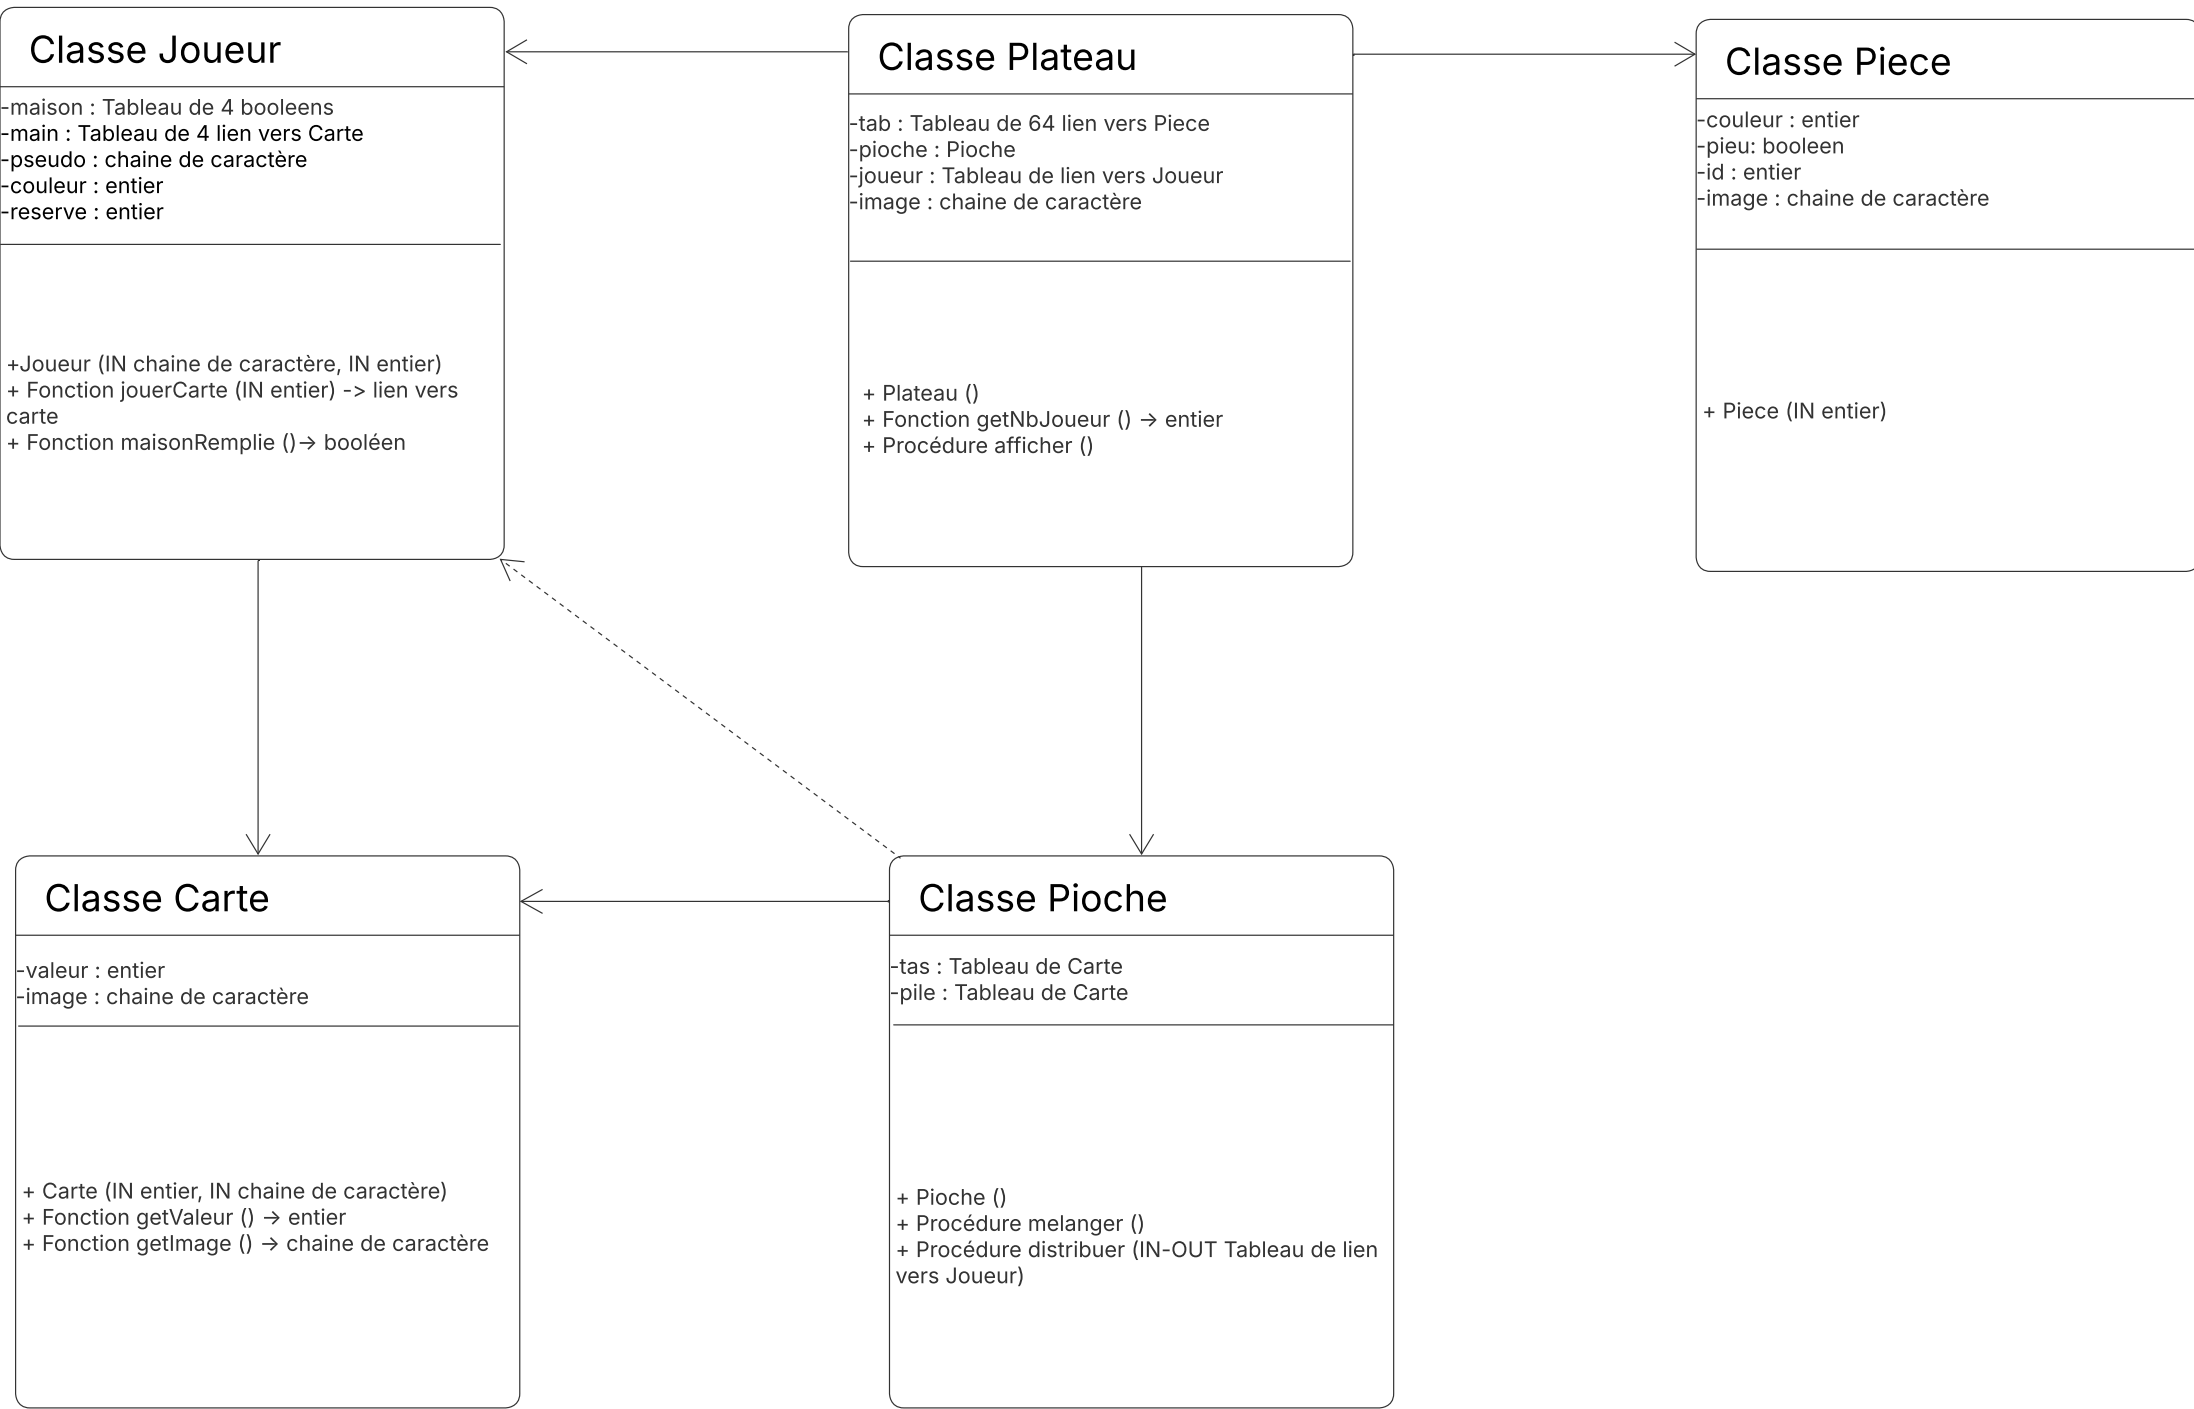 Classe Joueur
-maison : Tableau de 4 booleens
-main : Tableau de 4 lien vers Carte
-pseudo : chaine de caractère
-couleur : entier
-reserve : entier
+Joueur (IN chaine de caractère, IN entier)
+ Fonction jouerCarte (IN entier) -> lien vers
carte
+ Fonction maisonRemplie ()→ booléen
Classe Plateau
-tab : Tableau de 64 lien vers Piece
-pioche : Pioche
-joueur : Tableau de lien vers Joueur
-image : chaine de caractère
+ Plateau ()
+ Fonction getNbJoueur () → entier
+ Procédure afficher ()
Classe Piece
-couleur : entier
-pieu: booleen
-id : entier
-image : chaine de caractère
+ Piece (IN entier)
Classe Carte
-valeur : entier
-image : chaine de caractère
+ Carte (IN entier, IN chaine de caractère)
+ Fonction getValeur () → entier
+ Fonction getImage () → chaine de caractère
Classe Pioche
-tas : Tableau de Carte
-pile : Tableau de Carte
+ Pioche ()
+ Procédure melanger ()
+ Procédure distribuer (IN-OUT Tableau de lien
vers Joueur)